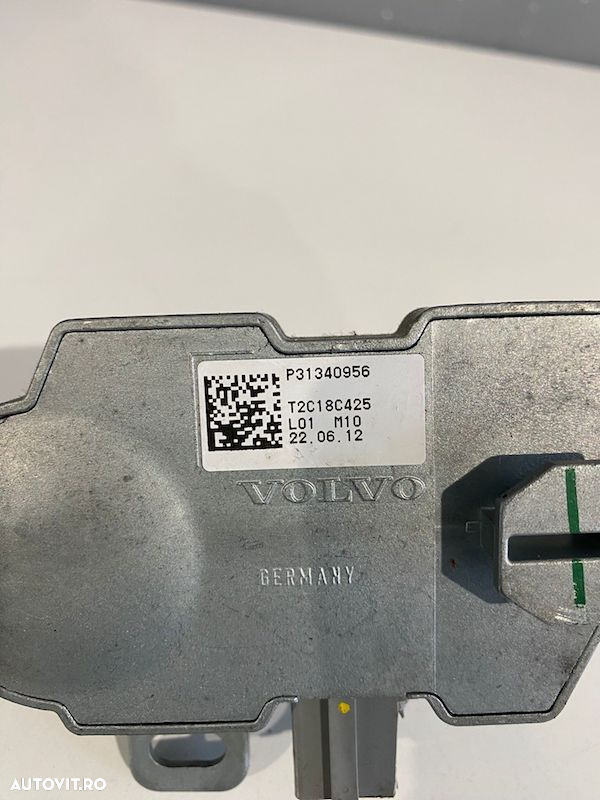 P31340956
T2C18C425
L01 M10
22.06.12
VOLVO
GERMANY
AUTOVIT.RO